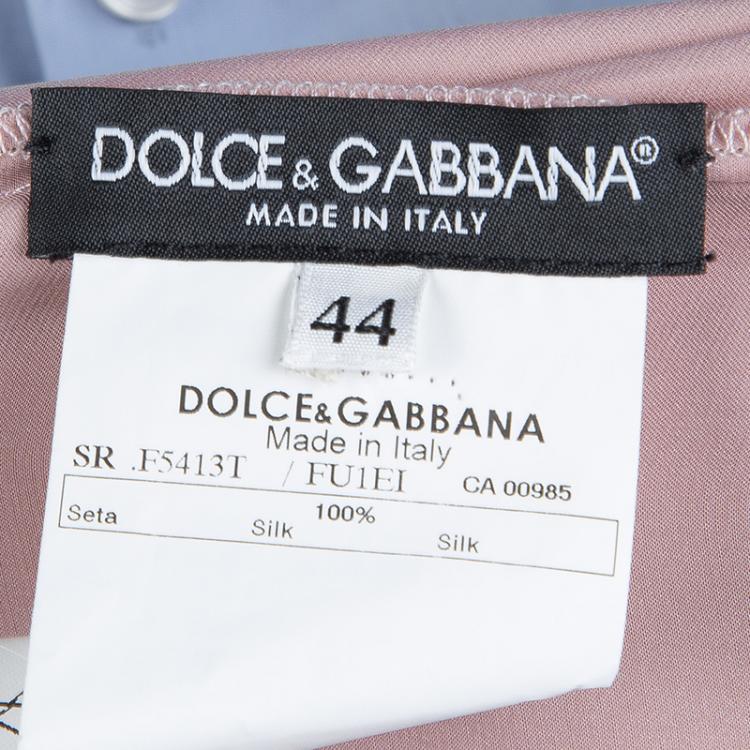 DOLCE & GABBANA®
MADE IN ITALY
44
DOLCE&GABBANA
Made in Italy
SR .F5413T / FU1EI CA 00985
100%
Seta Silk Silk